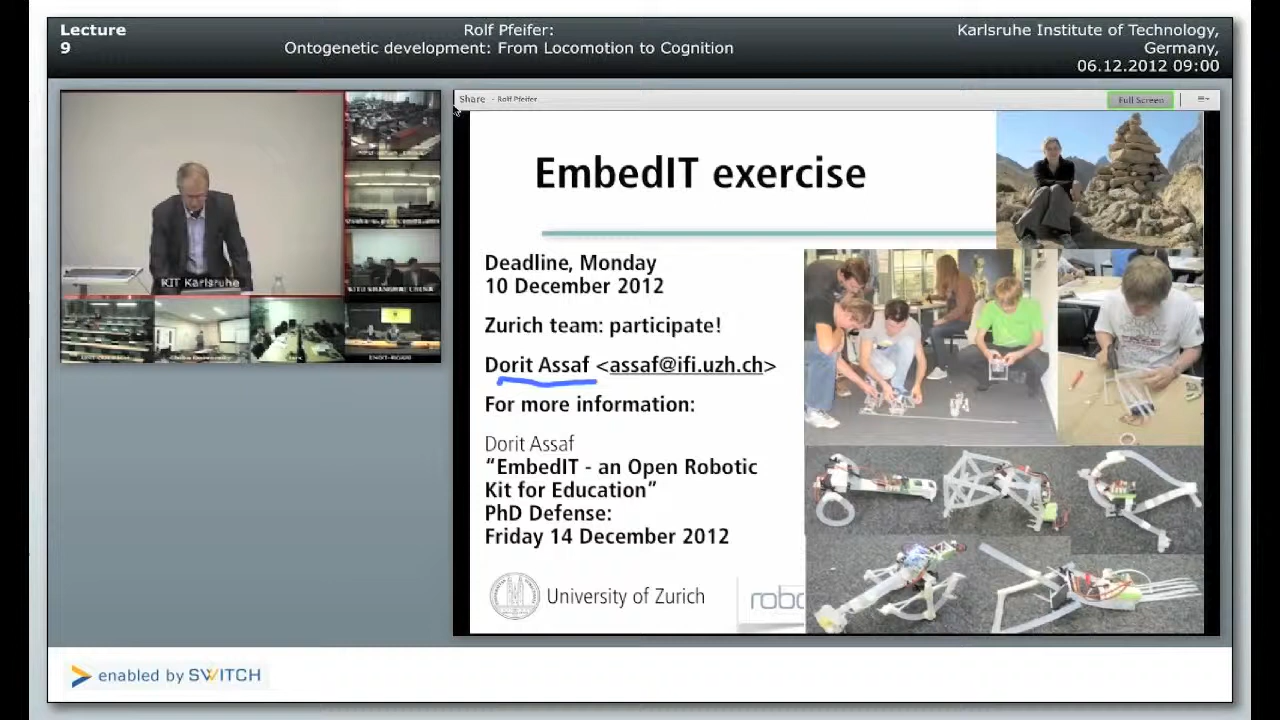 Lecture
9
Rolf Pfeifer:
Ontogenetic development: From Locomotion to Cognition
Karlsruhe Institute of Technology,
Germany,
06.12.2012 09:00
Share - Rolf Pfeifer
Full Screen
KIT Karlsruhe
EmbedIT exercise
Deadline, Monday
10 December 2012
Zurich team: participate!
Dorit Assaf <assaf@ifi.uzh.ch>
For more information:
Dorit Assaf
“EmbedIT - an Open Robotic
Kit for Education”
PhD Defense:
Friday 14 December 2012
University of Zurich
enabled by SWITCH